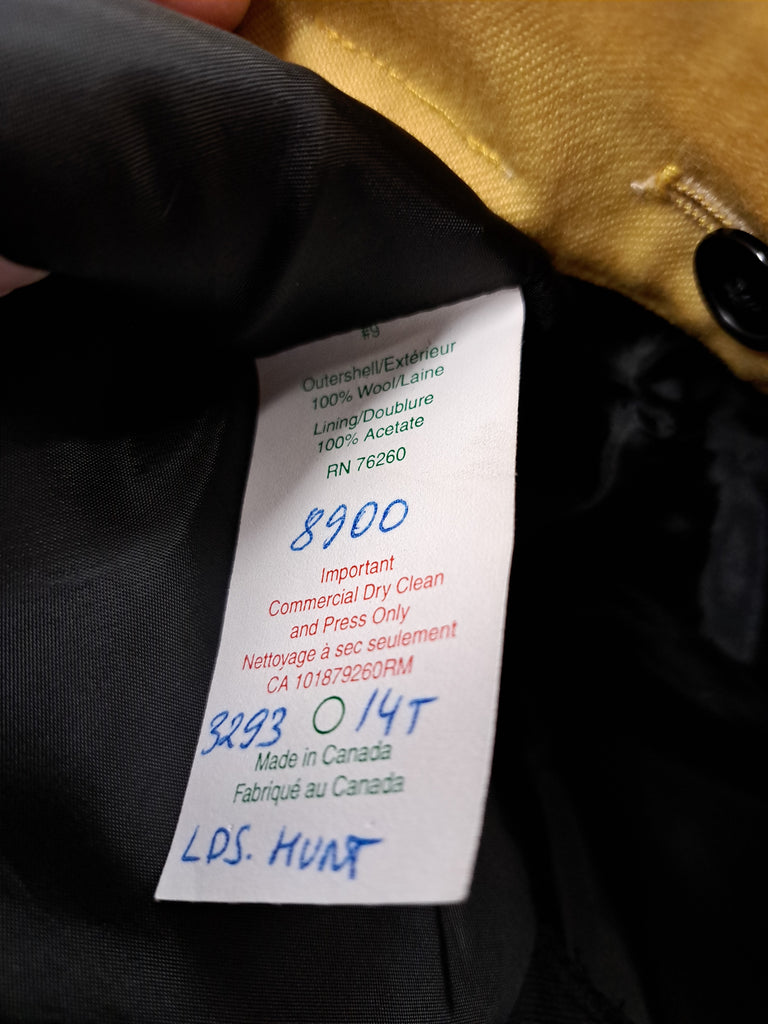 #9
Outershell/Extérieur
100% Wool/Laine
Lining/Doublure
100% Acetate
RN 76260
8900
Important
Commercial Dry Clean
and Press Only
Nettoyage à sec seulement
CA 101879260RM
3293 O 14T
Made in Canada
Fabriqué au Canada
LDS. HUNT